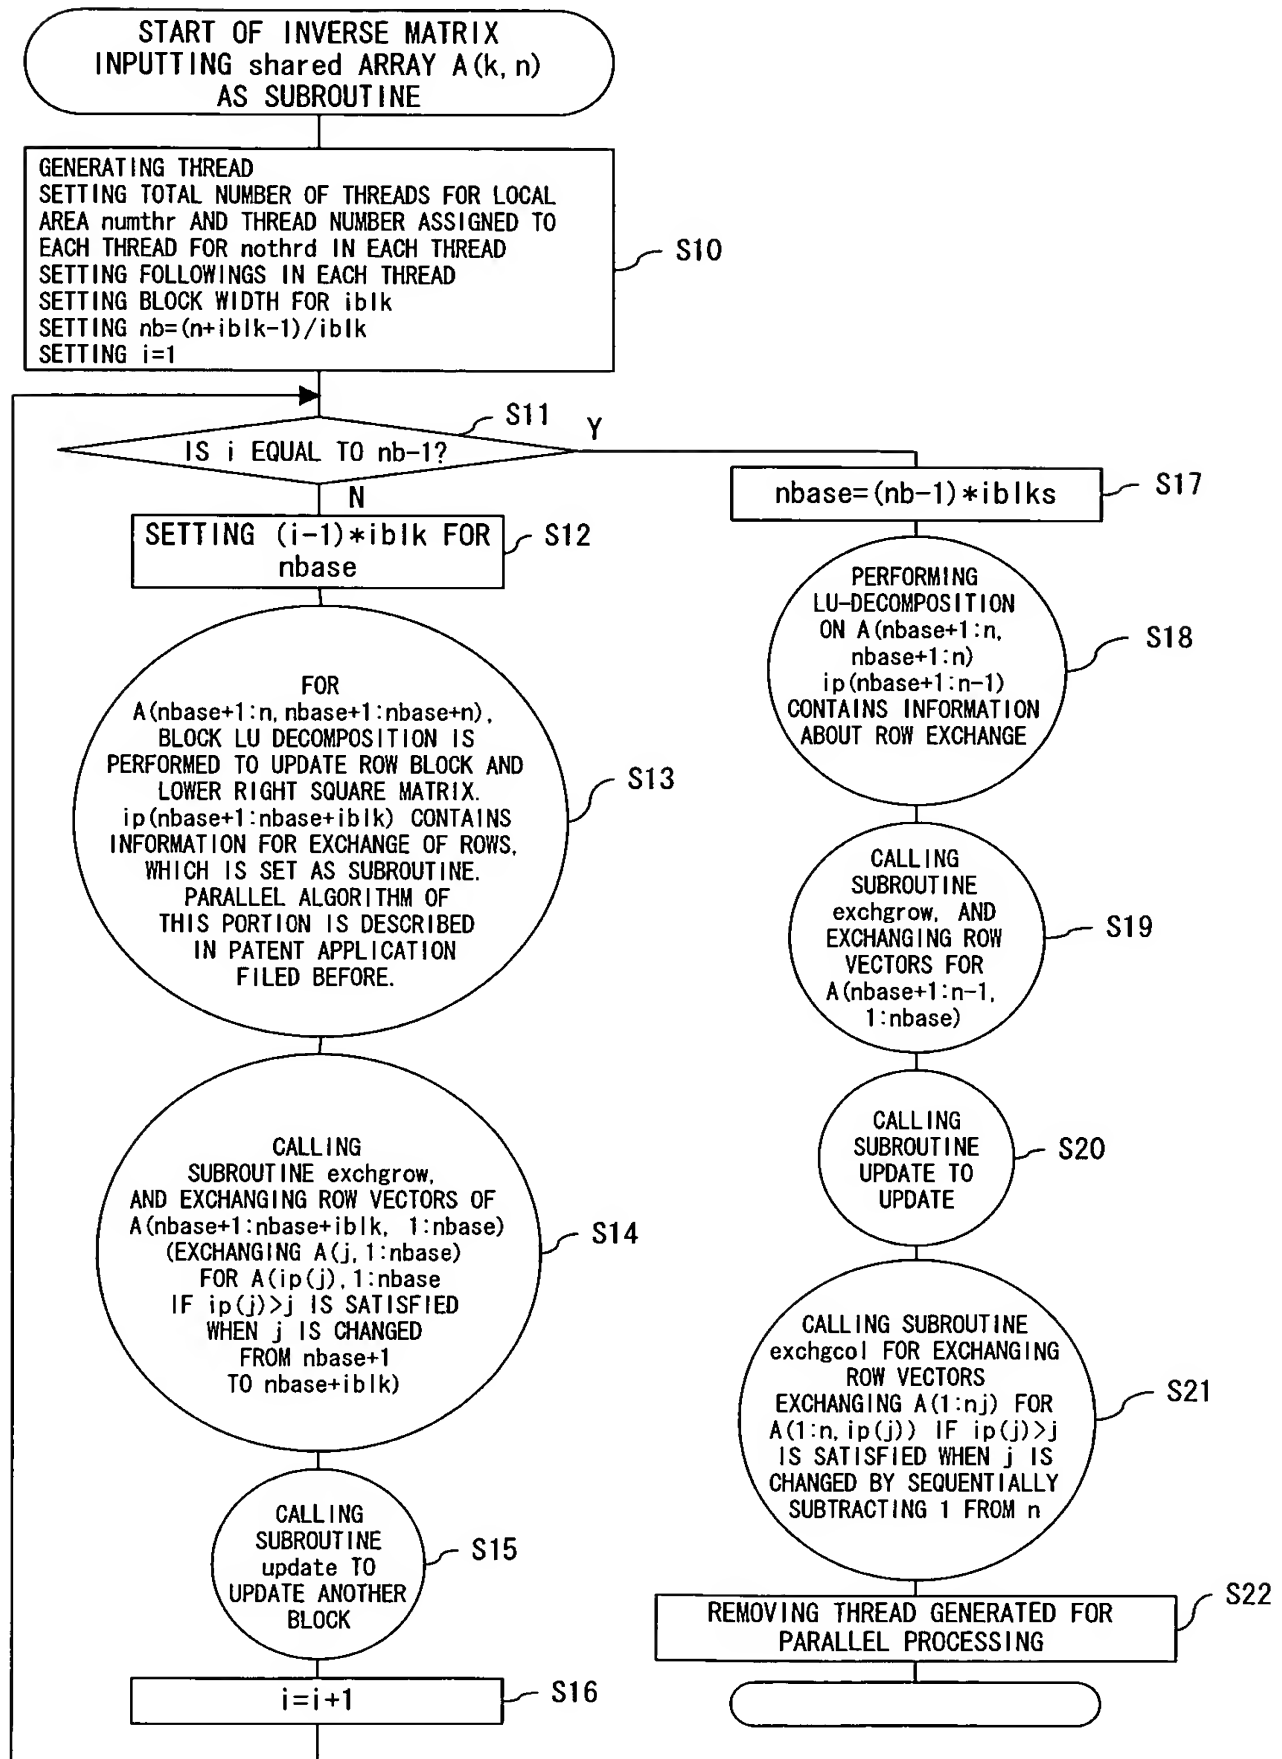 START OF INVERSE MATRIX
INPUTTING shared ARRAY A(k,n)
AS SUBROUTINE
GENERATING THREAD
SETTING TOTAL NUMBER OF THREADS FOR LOCAL
AREA numthr AND THREAD NUMBER ASSIGNED TO
EACH THREAD FOR nothrd IN EACH THREAD
SETTING FOLLOWINGS IN EACH THREAD
SETTING BLOCK WIDTH FOR iblk
SETTING nb=(n+iblk-1)/iblk
SETTING i=1
S10
IS i EQUAL TO nb-1?
S11
Y
N
SETTING (i-1)*iblk FOR
nbase
S12
FOR
A(nbase+1:n,nbase+1:nbase+n),
BLOCK LU DECOMPOSITION IS
PERFORMED TO UPDATE ROW BLOCK AND
LOWER RIGHT SQUARE MATRIX.
ip(nbase+1:nbase+iblk) CONTAINS
INFORMATION FOR EXCHANGE OF ROWS,
WHICH IS SET AS SUBROUTINE.
PARALLEL ALGORITHM OF
THIS PORTION IS DESCRIBED
IN PATENT APPLICATION
FILED BEFORE.
S13
CALLING
SUBROUTINE exchgrow,
AND EXCHANGING ROW VECTORS OF
A(nbase+1:nbase+iblk, 1:nbase)
(EXCHANGING A(j,1:nbase)
FOR A(ip(j),1:nbase
IF ip(j)>j IS SATISFIED
WHEN j IS CHANGED
FROM nbase+1
TO nbase+iblk)
S14
CALLING
SUBROUTINE
update TO
UPDATE ANOTHER
BLOCK
S15
i=i+1
S16
nbase=(nb-1)*iblks
S17
PERFORMING
LU-DECOMPOSITION
ON A(nbase+1:n,
nbase+1:n)
ip(nbase+1:n-1)
CONTAINS INFORMATION
ABOUT ROW EXCHANGE
S18
CALLING
SUBROUTINE
exchgrow, AND
EXCHANGING ROW
VECTORS FOR
A(nbase+1:n-1,
1:nbase)
S19
CALLING
SUBROUTINE
UPDATE TO
UPDATE
S20
CALLING SUBROUTINE
exchgcol FOR EXCHANGING
ROW VECTORS
EXCHANGING A(1:nj) FOR
A(1:n,ip(j)) IF ip(j)>j
IS SATISFIED WHEN j IS
CHANGED BY SEQUENTIALLY
SUBTRACTING 1 FROM n
S21
REMOVING THREAD GENERATED FOR
PARALLEL PROCESSING
S22